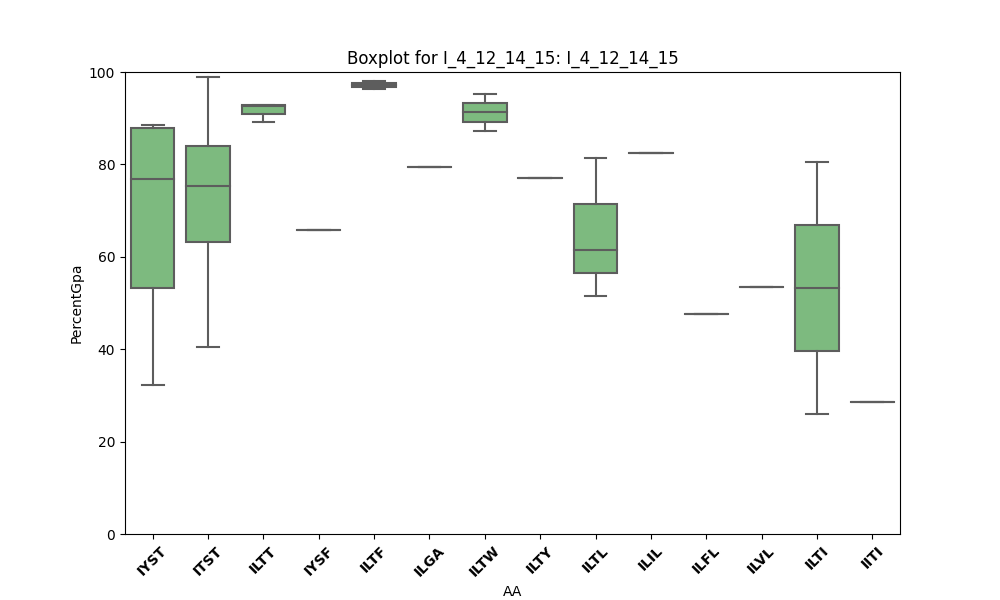 Boxplot for I_4_12_14_15: I_4_12_14_15
PercentGpa
100
80
60
40
20
0
IYST ITST ILTT IYSF ILTF ILGA ILTW ILTY ILTL ILIL ILFL ILVL ILTI IITI
AA